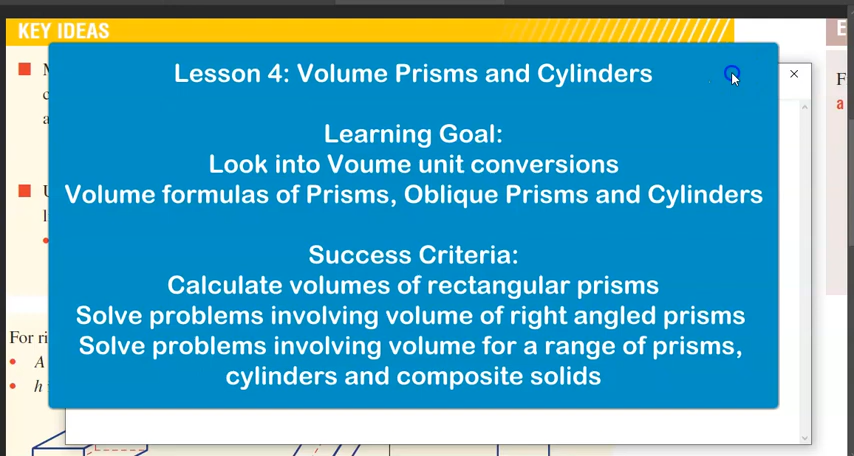 KEY IDEAS
Lesson 4: Volume Prisms and Cylinders
Learning Goal:
Look into Voume unit conversions
Volume formulas of Prisms, Oblique Prisms and Cylinders
Success Criteria:
Calculate volumes of rectangular prisms
Solve problems involving volume of right angled prisms
Solve problems involving volume for a range of prisms,
cylinders and composite solids
For ri
A
h
a